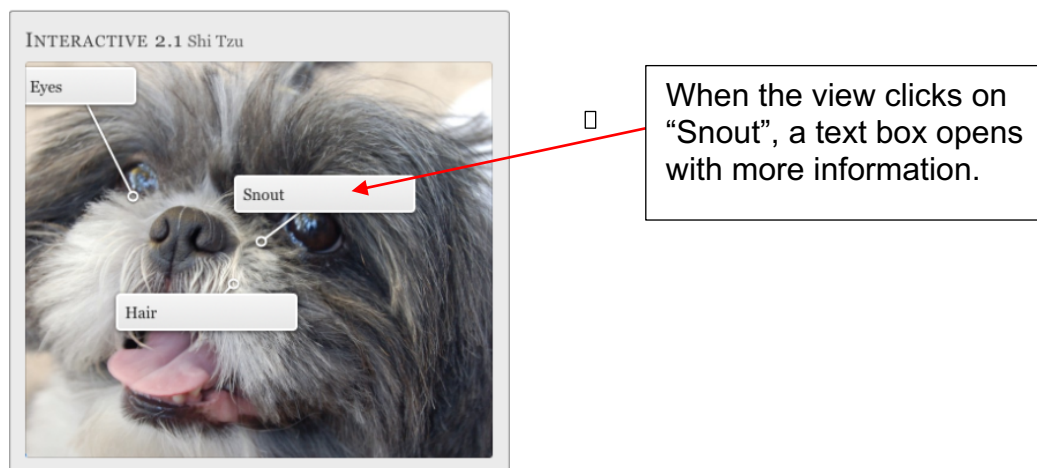 INTERACTIVE 2.1 Shi Tzu
Eyes
Snout
Hair
When the view clicks on
“Snout”, a text box opens
with more information.